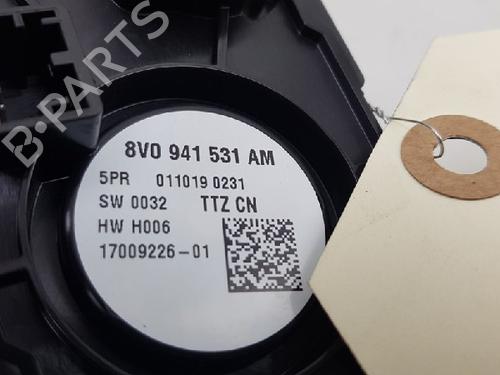 B-PARTS
8V0 941 531 AM
5PR 011019 0231
SW 0032 TTZ CN
HW H006
17009226-01